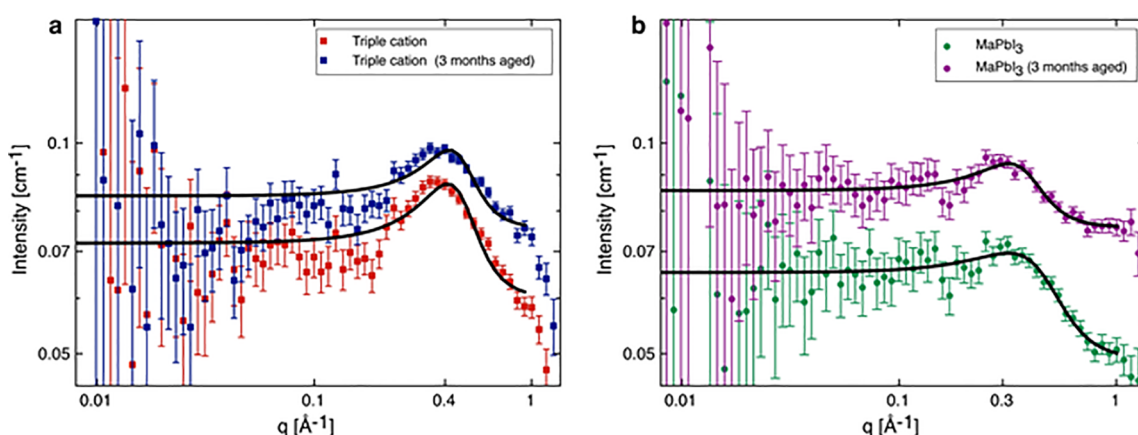 a
Triple cation
Triple cation (3 months aged)
Intensity [cm-1]
0.1
0.07
0.05
0.01
0.1
0.4
1
q [Å-1]
b
MaPbI3
MaPbI3 (3 months aged)
Intensity [cm-1]
0.1
0.07
0.05
0.01
0.1
0.3
1
q [Å-1]